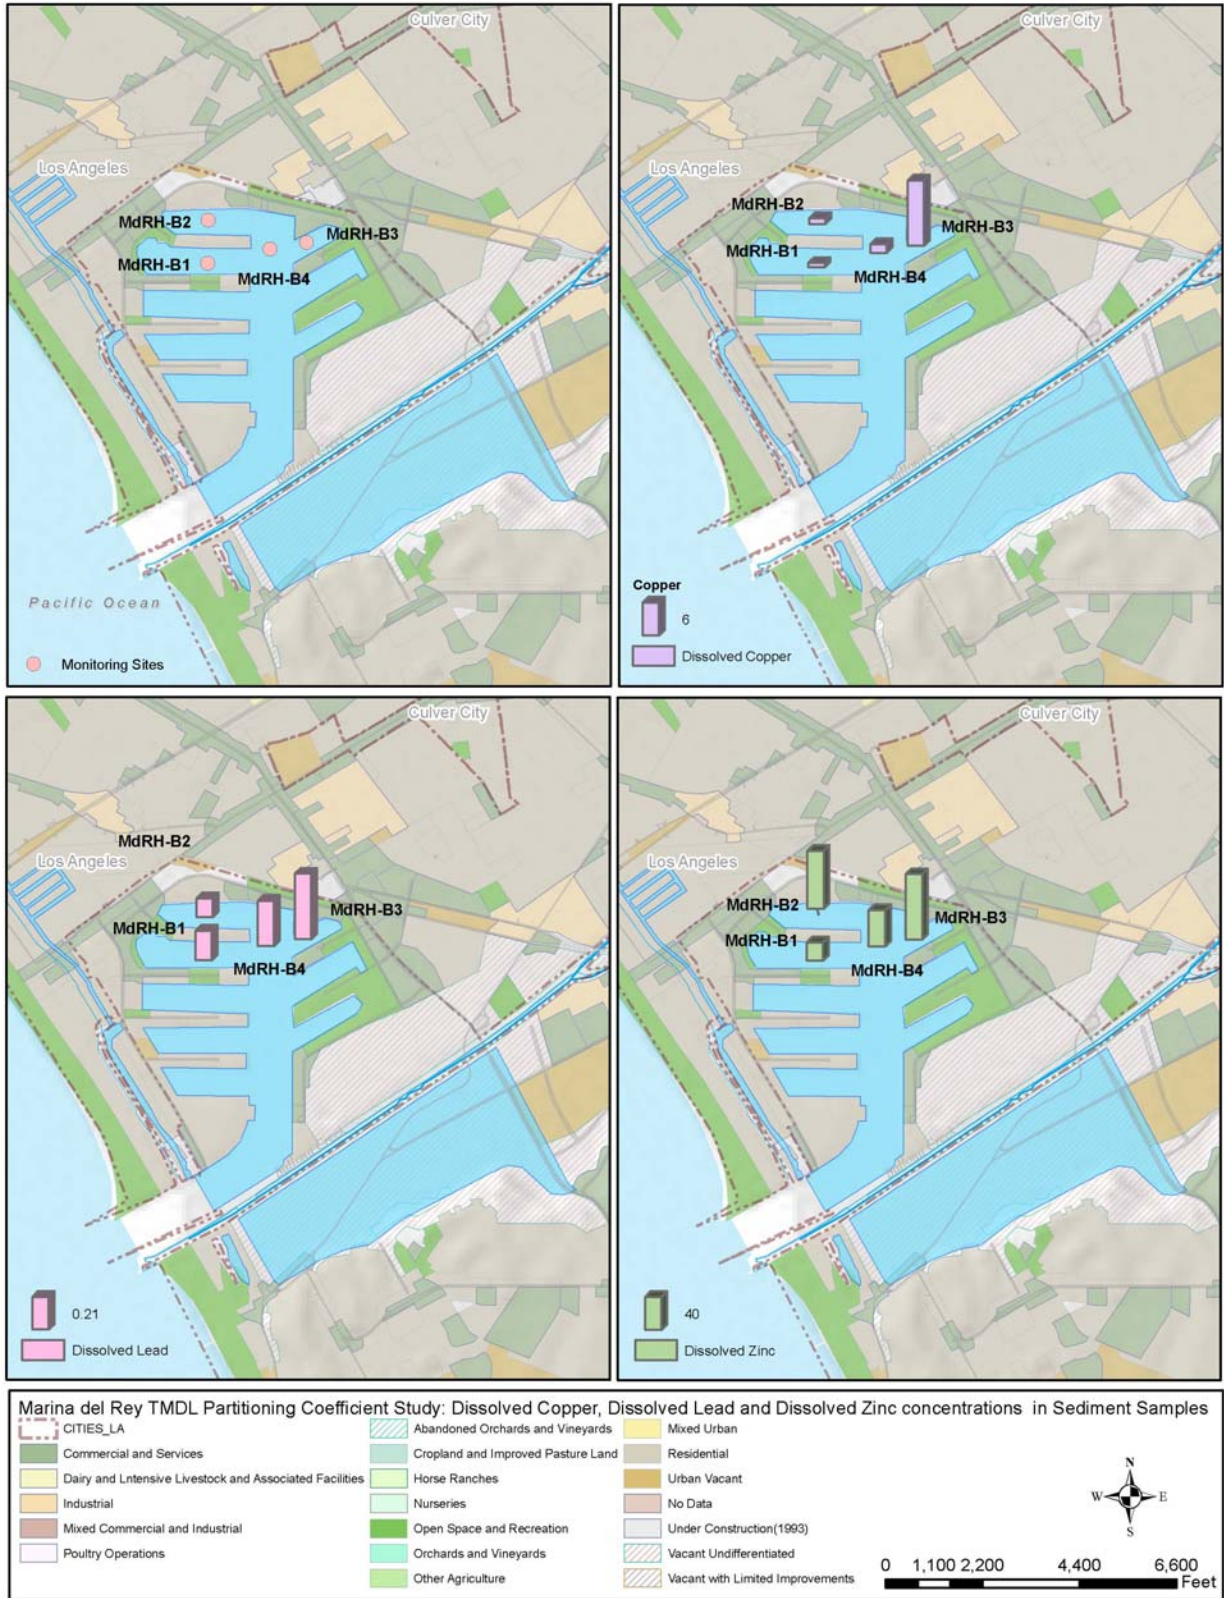 Culver City
Los Angeles
MdRH-B2
MdRH-B3
MdRH-B1
MdRH-B4
Pacific Ocean
Monitoring Sites
Culver City
Los Angeles
MdRH-B2
MdRH-B3
MdRH-B1
MdRH-B4
Copper
6
Dissolved Copper
Culver City
MdRH-B2
Los Angeles
MdRH-B3
MdRH-B1
MdRH-B4
0.21
Dissolved Lead
Culver City
Los Angeles
MdRH-B2
MdRH-B3
MdRH-B1
MdRH-B4
40
Dissolved Zinc
Marina del Rey TMDL Partitioning Coefficient Study: Dissolved Copper, Dissolved Lead and Dissolved Zinc concentrations in Sediment Samples
CITIES_LA
Commercial and Services
Dairy and Lntensive Livestock and Associated Facilities
Industrial
Mixed Commercial and Industrial
Poultry Operations
Abandoned Orchards and Vineyards
Cropland and Improved Pasture Land
Horse Ranches
Nurseries
Open Space and Recreation
Orchards and Vineyards
Other Agriculture
Mixed Urban
Residential
Urban Vacant
No Data
Under Construction(1993)
Vacant Undifferentiated
Vacant with Limited Improvements
N
W E
S
0 1,100 2,200 4,400 6,600
Feet